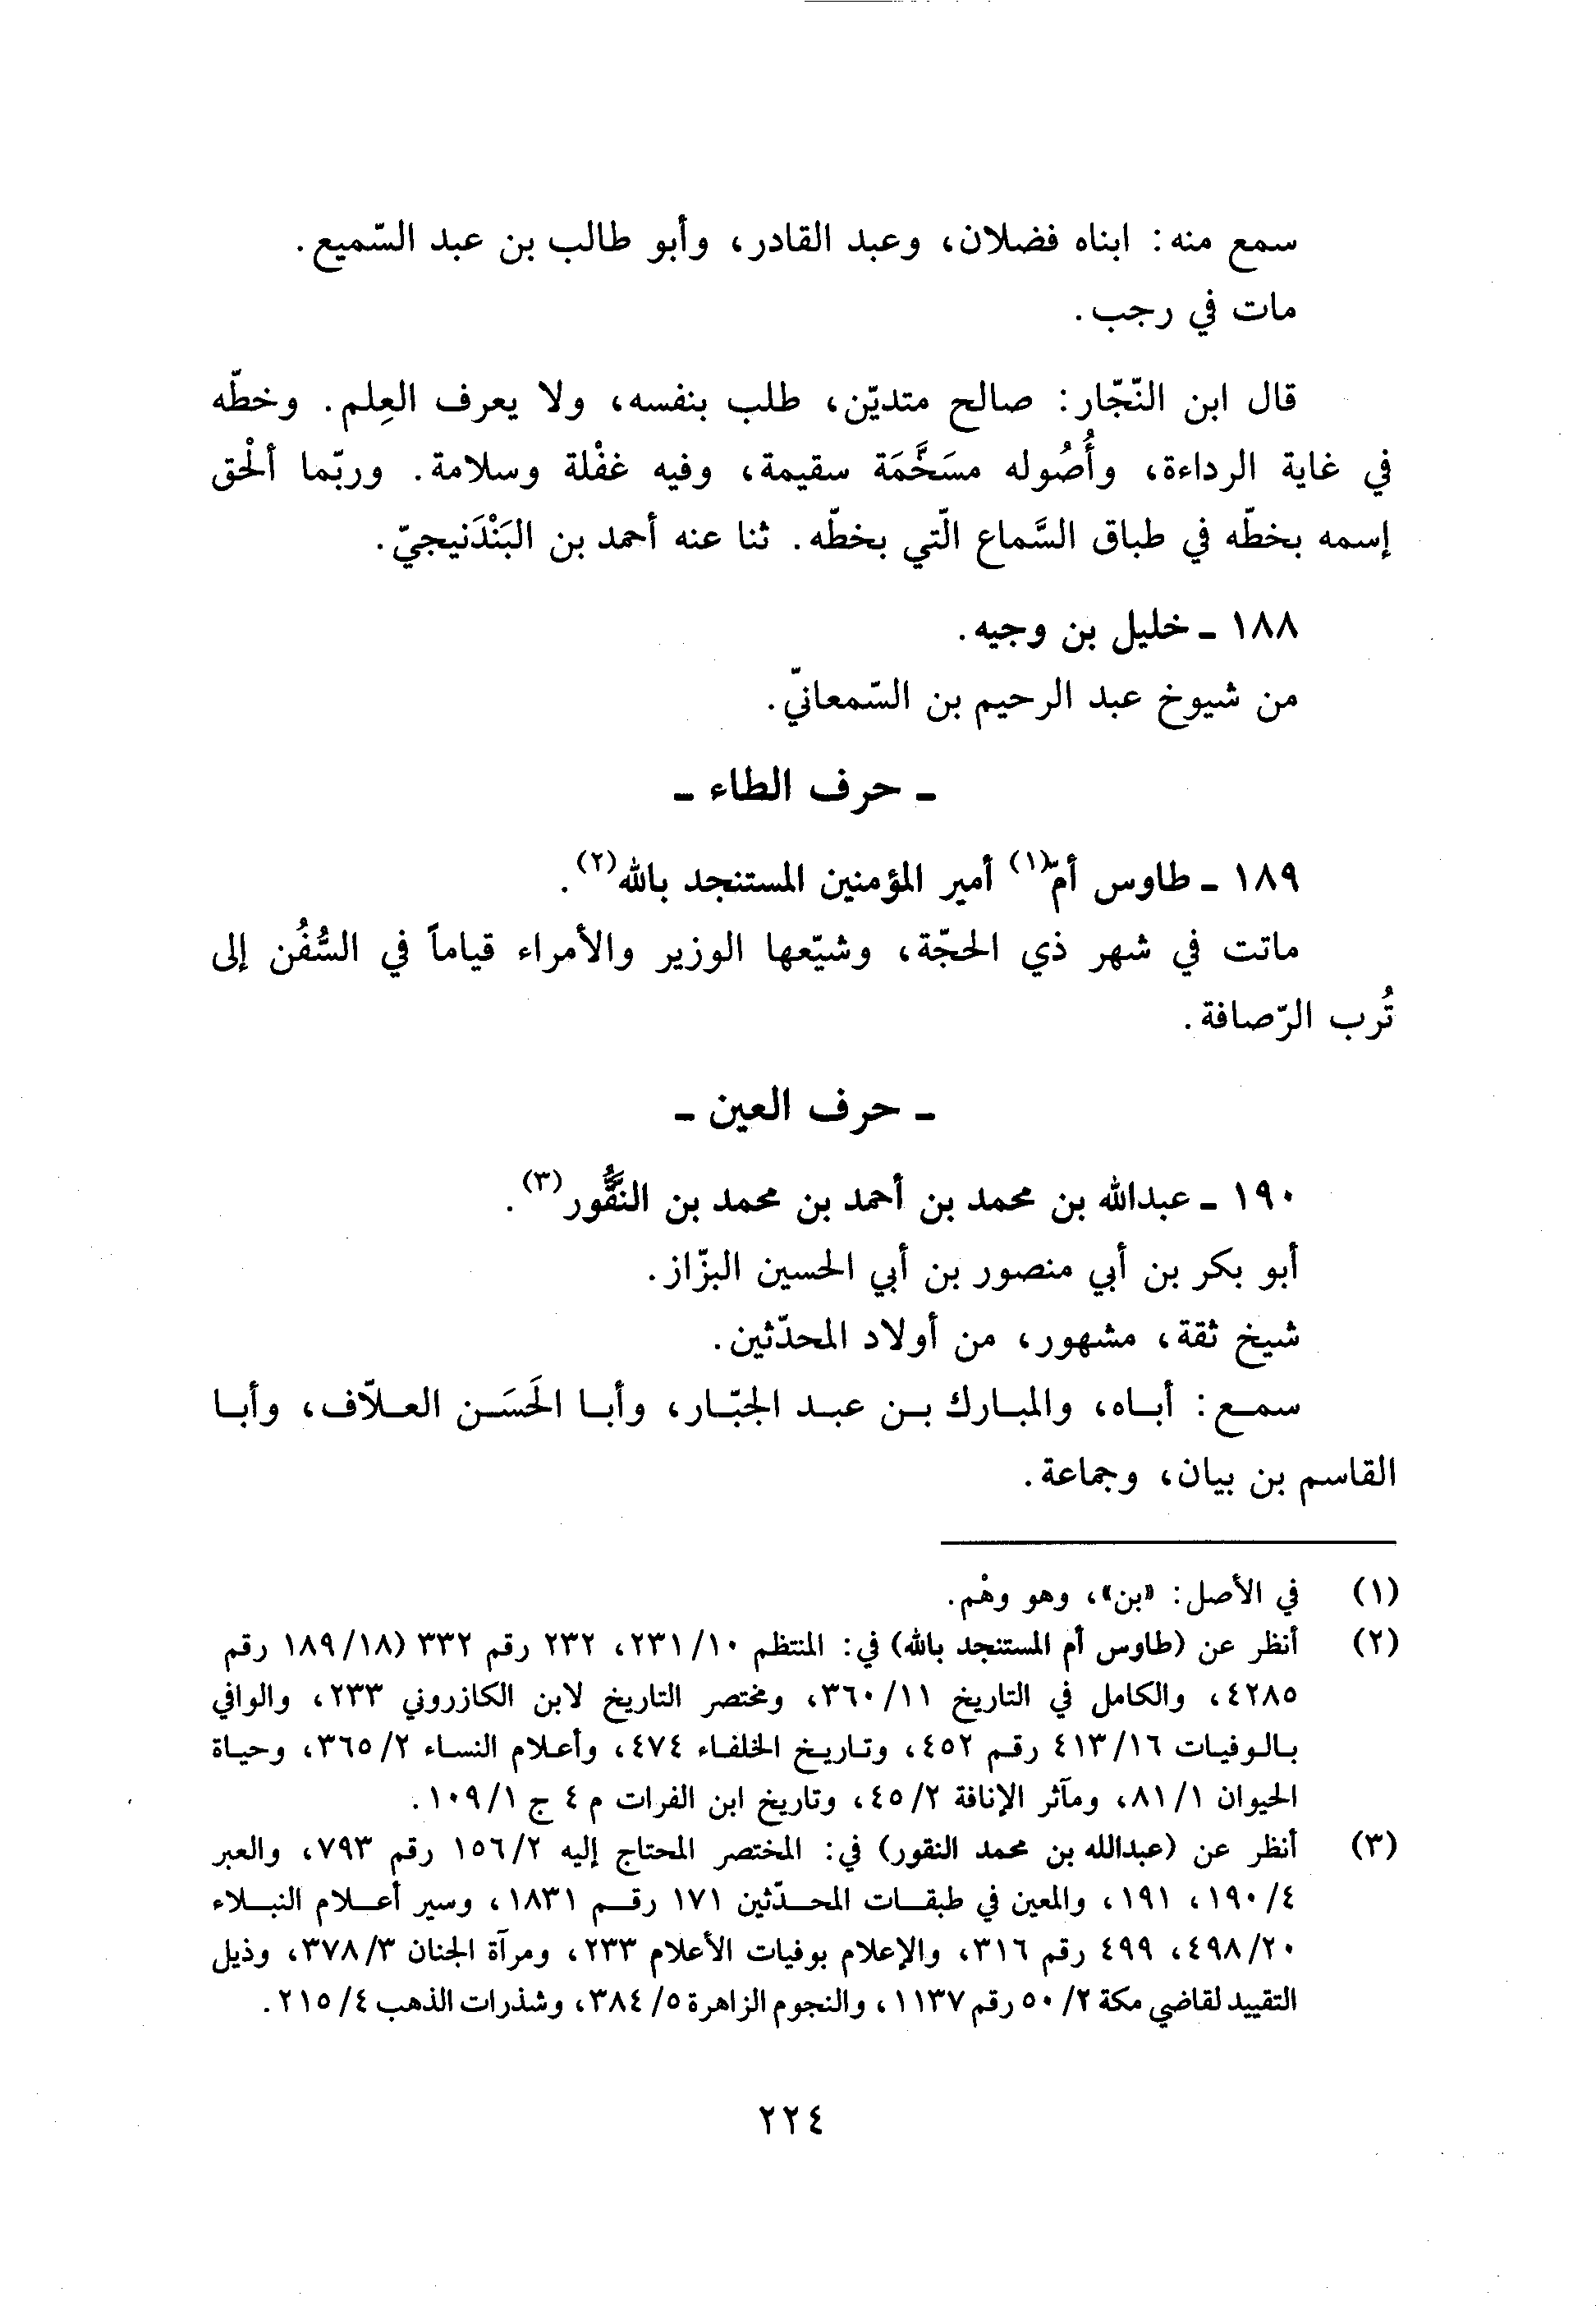 سمع منه: ابناه فضلان، وعبد القادر، وأبو طالب بن عبد السّميع.
مات في رجب.
قال ابن النّجّار: صالح متديّن، طلب بنفسه، ولا يعرف العِلم. وخطّه
في غاية الرداءة، وأُصُوله مسَخَّمَة سقيمة، وفيه غفْلة وسلامة. وربّما ألْحق
إسمه بخطّه في طباق السَّماع الّتي بخطّه. ثنا عنه أحمد بن البَنْدَنيجيّ.
١٨٨ - خليل بن وجيه.
من شيوخ عبد الرحيم بن السّمعانيّ.
- حرف الطاء -
١٨٩ - طاوس أمّ(١) أمير المؤمنين المستنجد بالله(٢).
ماتت في شهر ذي الحجّة، وشيّعها الوزير والأمراء قياماً في السُّفُن إلى
تُرب الرّصافة.
- حرف العين -
١٩٠ - عبدالله بن محمد بن أحمد بن محمد بن النقُّور(٣).
أبو بكر بن أبي منصور بن أبي الحسين البزّاز.
شيخ ثقة، مشهور، من أولاد المحدّثين.
سمع: أباه، والمبارك بن عبد الجبّار، وأبا الحَسَن العلّاف، وأبا
القاسم بن بيان، وجماعة.
(١) في الأصل: «بن»، وهو وهْم.
(٢) أنظر عن (طاوس أم المستنجد بالله) في: المنتظم ١٠/ ٢٣١، ٢٣٢ رقم ٣٣٢ (١٨/ ١٨٩ رقم
٤٢٨٥، والكامل في التاريخ ١١/ ٣٦٠، ومختصر التاريخ لابن الكازروني ٢٣٣، والوافي
بالوفيات ١٦/ ٤١٣ رقم ٤٥٢، وتاريخ الخلفاء ٤٧٤، وأعلام النساء ٢/ ٣٦٥، وحياة
الحيوان ١/ ٨١، ومآثر الإنافة ٢/ ٤٥، وتاريخ ابن الفرات م ٤ ج ١/ ١٠٩.
(٣) أنظر عن (عبدالله بن محمد النقور) في: المختصر المحتاج إليه ٢/ ١٥٦ رقم ٧٩٣، والعبر
٤/ ١٩٠، ١٩١، والمعين في طبقات المحدّثين ١٧١ رقم ١٨٣١، وسير أعلام النبلاء
٢٠/ ٤٩٨، ٤٩٩ رقم ٣١٦، والإعلام بوفيات الأعلام ٢٣٣، ومرآة الجنان ٣/ ٣٧٨، وذيل
التقييد لقاضي مكة ٢/ ٥٠ رقم ١١٣٧، والنجوم الزاهرة ٥/ ٣٨٤، وشذرات الذهب ٤/ ٢١٥.
٢٢٤